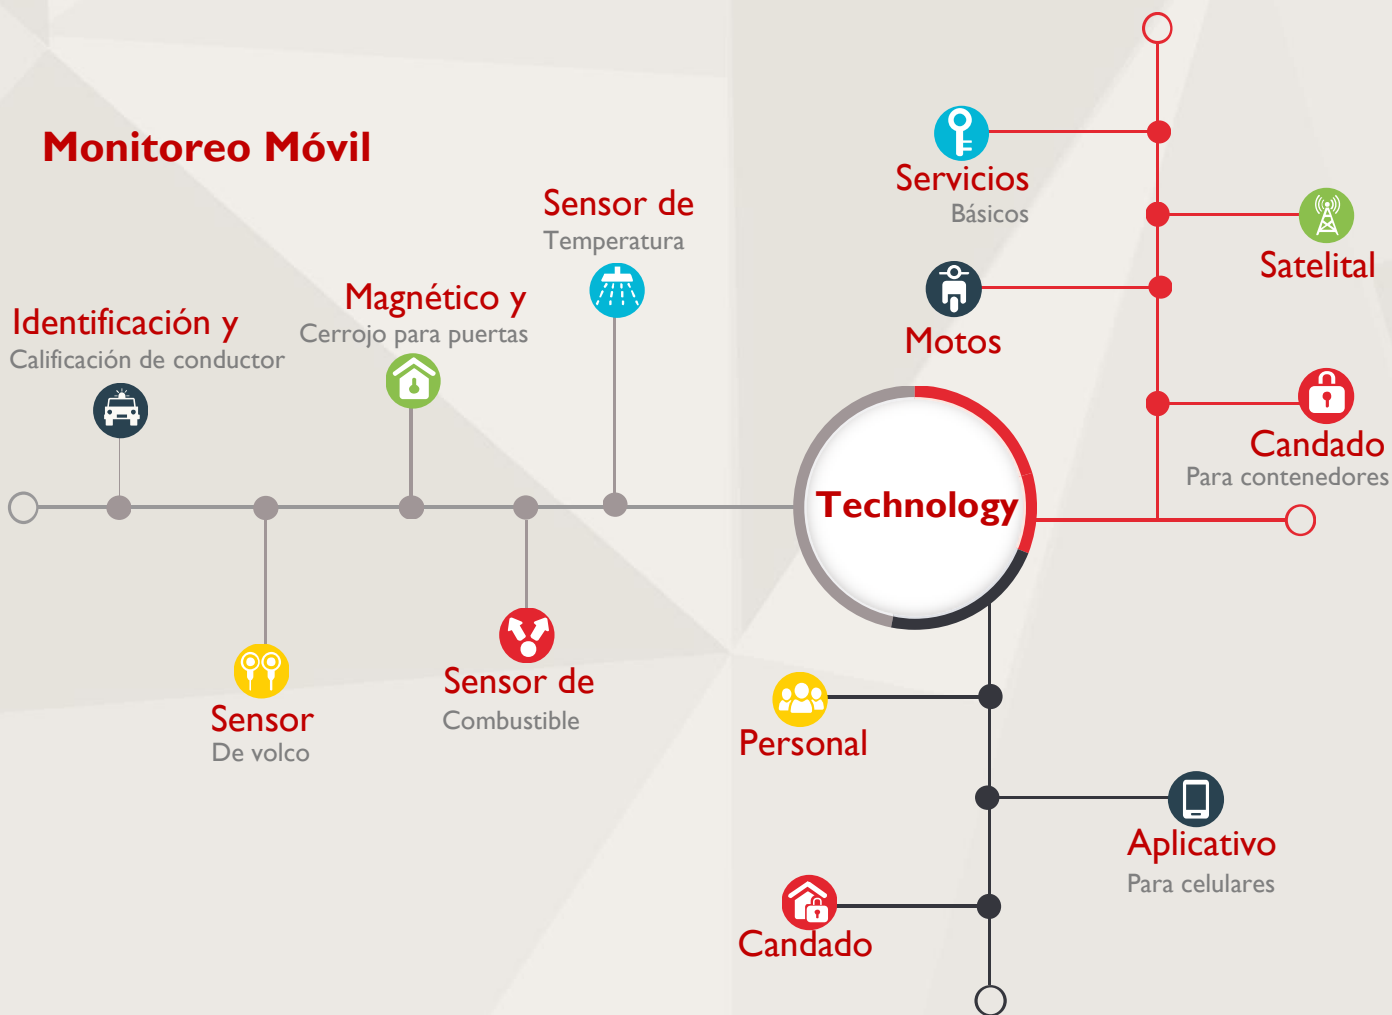 Monitoreo Móvil
Identificación y
Calificación de conductor
Magnético y
Cerrojo para puertas
Sensor de
Temperatura
Sensor
De volco
Sensor de
Combustible
Technology
Servicios
Básicos
Satelital
Motos
Candado
Para contenedores
Personal
Aplicativo
Para celulares
Candado